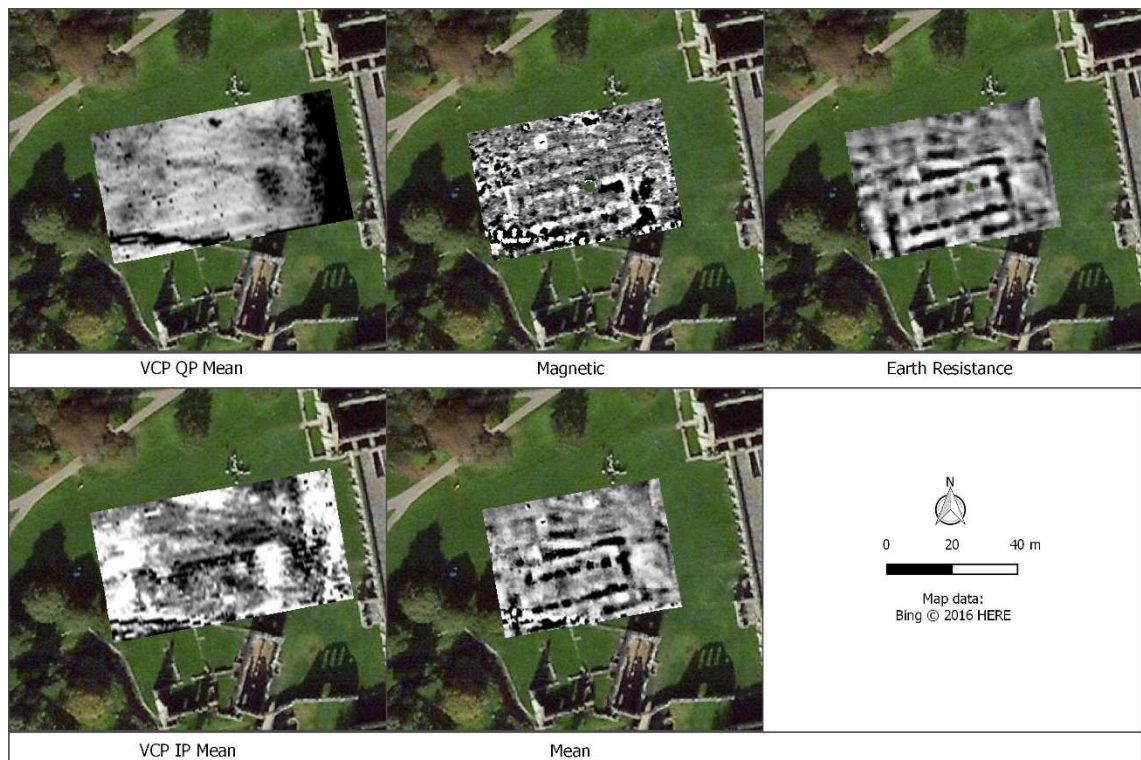 VCP QP Mean
Magnetic
Earth Resistance
VCP IP Mean
Mean
N
0 20 40 m
Map data:
Bing © 2016 HERE